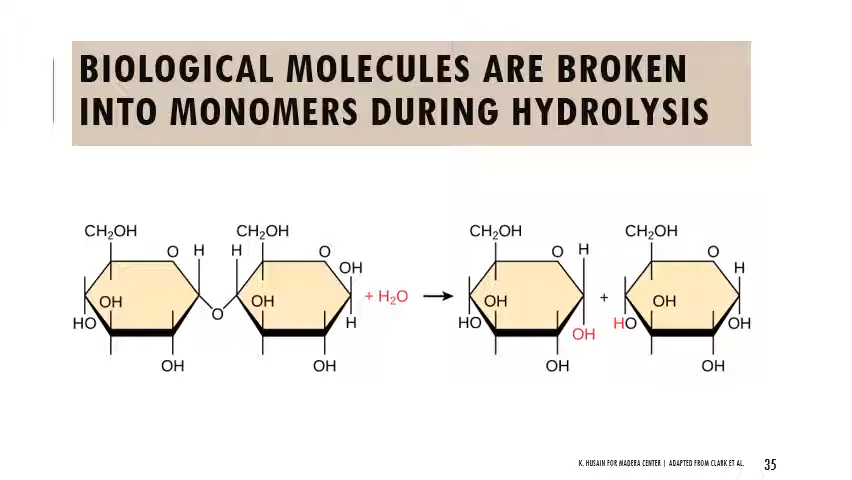 BIOLOGICAL MOLECULES ARE BROKEN
INTO MONOMERS DURING HYDROLYSIS
CH₂OH CH₂OH CH₂OH CH₂OH
O H H O O H O
OH H
OH OH + H₂O OH + OH
HO O H HO OH HO OH
OH OH OH OH
K. HUSAIN FOR MADERA CENTER | ADAPTED FROM CLARK ET AL. 35